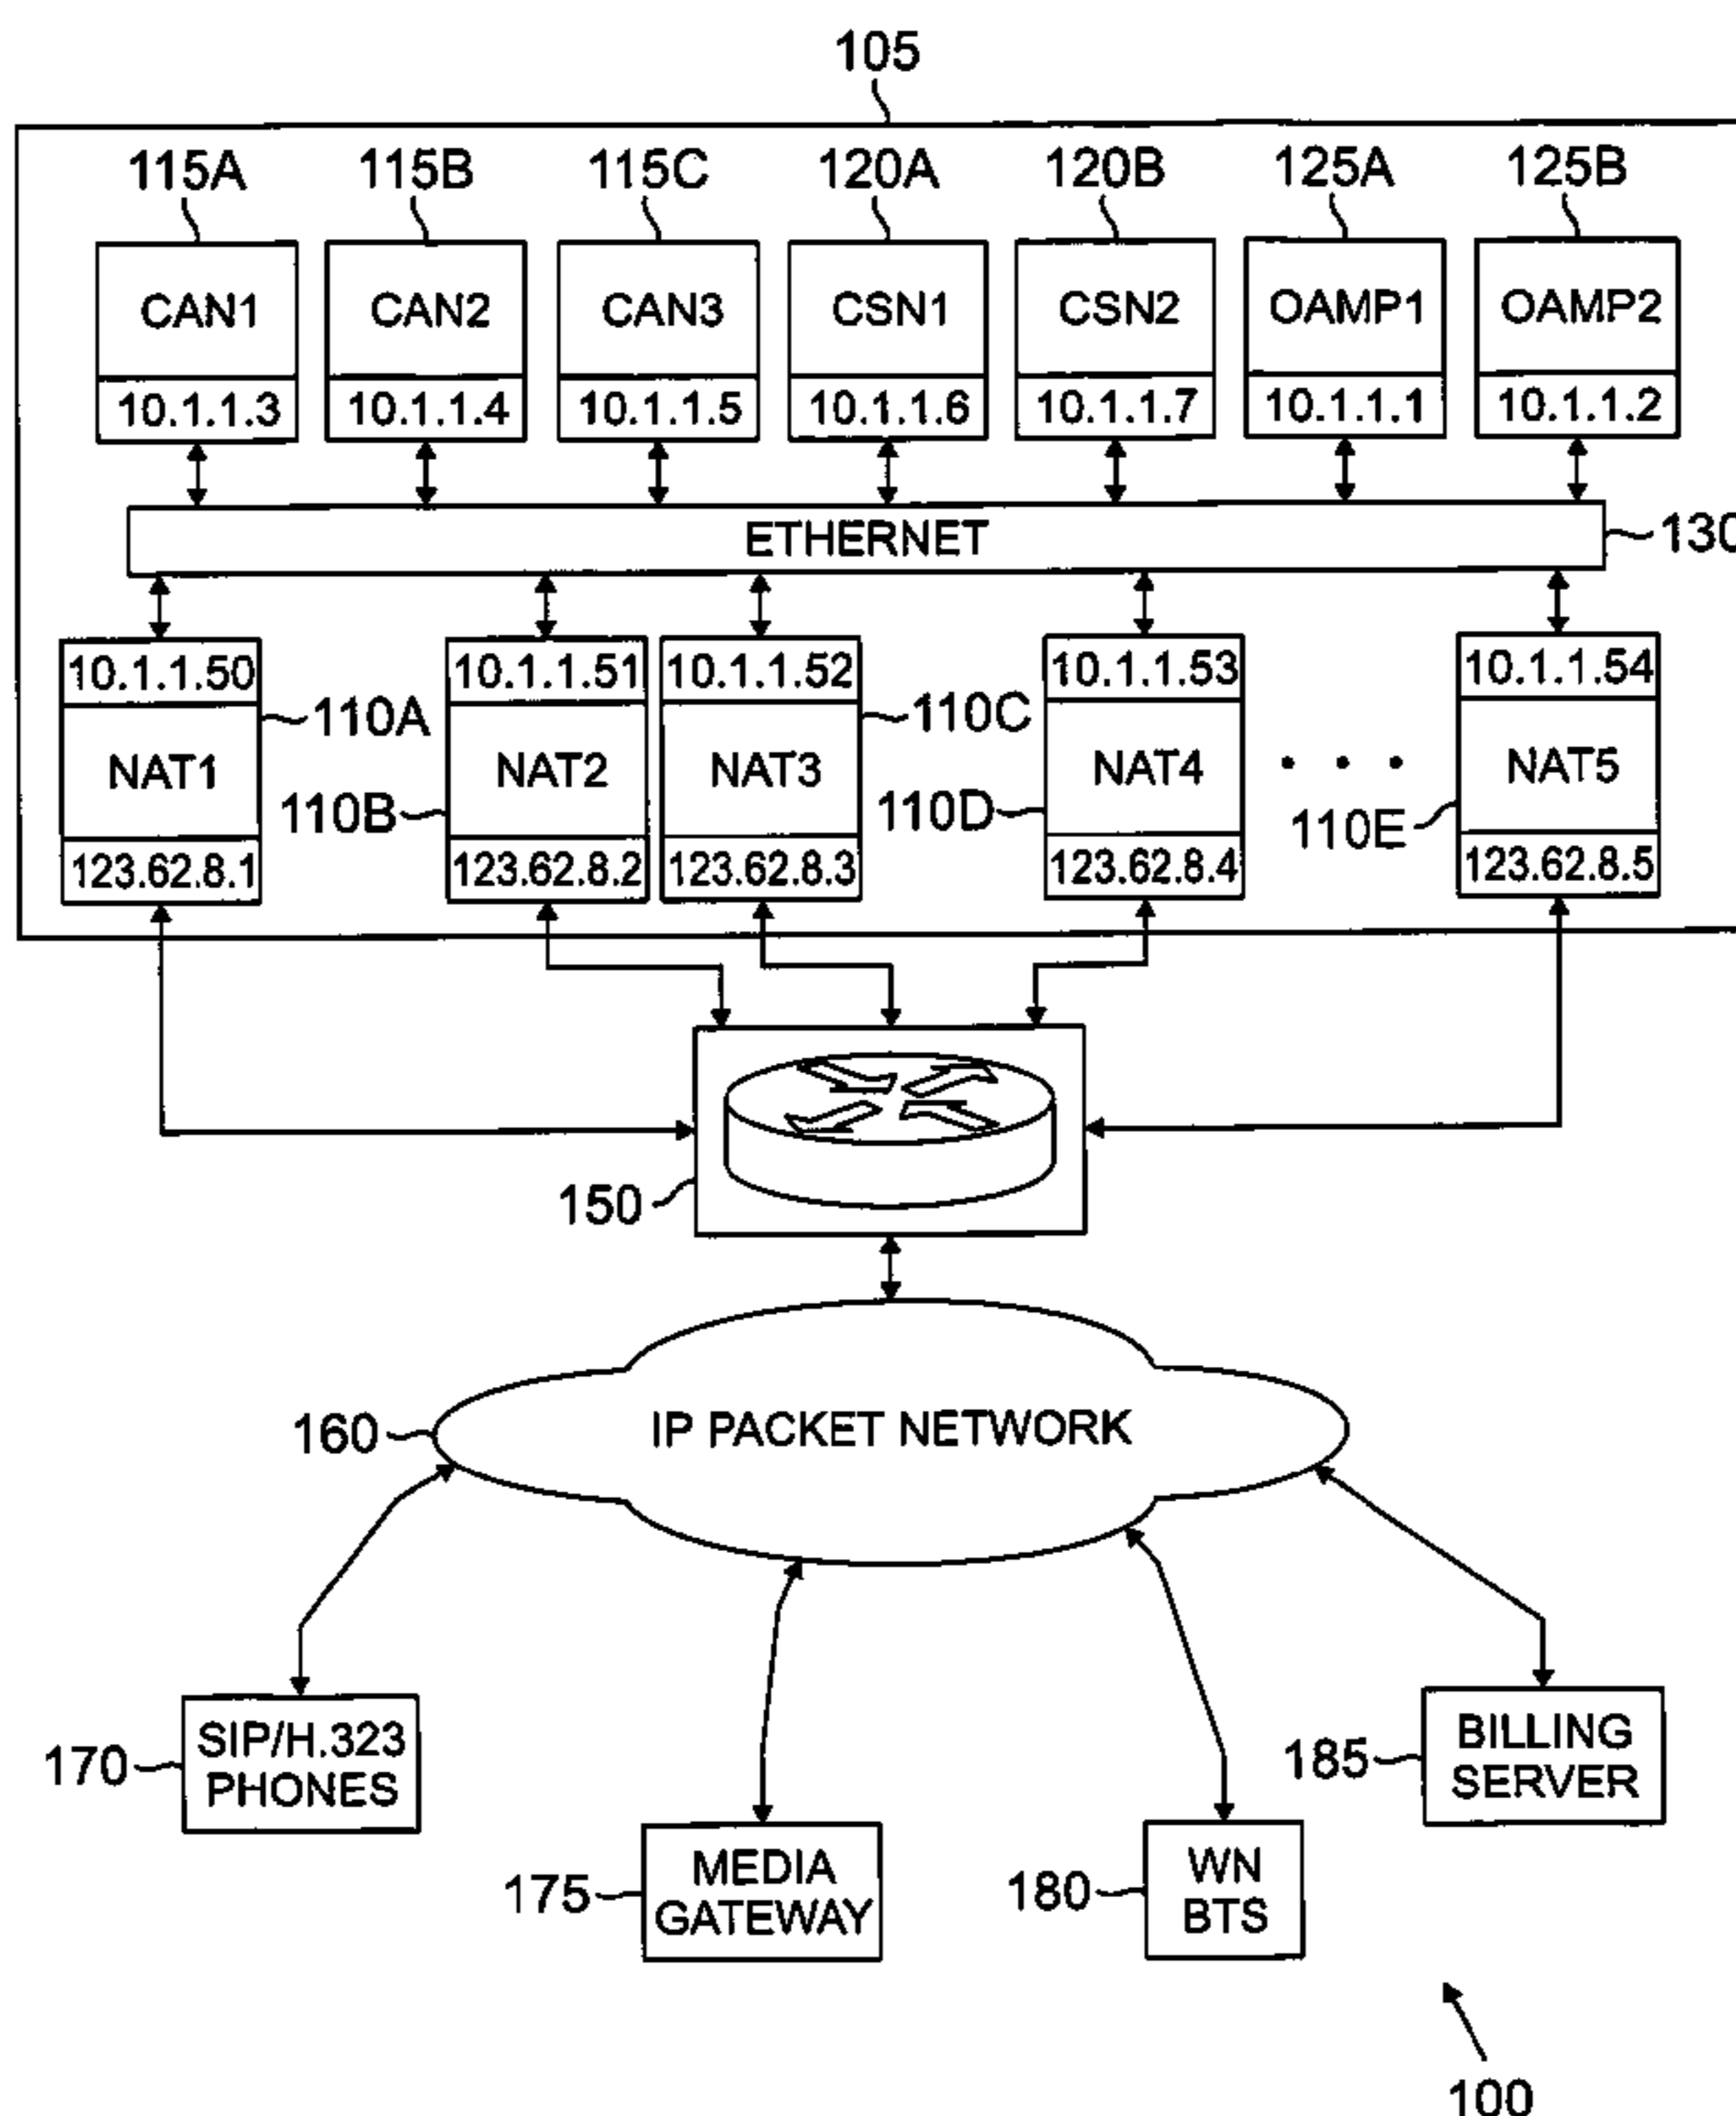 105
115A 115B 115C 120A 120B 125A 125B
CAN1 CAN2 CAN3 CSN1 CSN2 OAMP1 OAMP2
10.1.1.3 10.1.1.4 10.1.1.5 10.1.1.6 10.1.1.7 10.1.1.1 10.1.1.2
ETHERNET 130
10.1.1.50 10.1.1.51 10.1.1.52 10.1.1.53 10.1.1.54
110A 110C
NAT1 NAT2 NAT3 NAT4 • • • NAT5
110B 110D 110E
123.62.8.1 123.62.8.2 123.62.8.3 123.62.8.4 123.62.8.5
150
160 IP PACKET NETWORK
170 SIP/H.323
PHONES
185 BILLING
SERVER
175 MEDIA
GATEWAY
180 WN
BTS
100